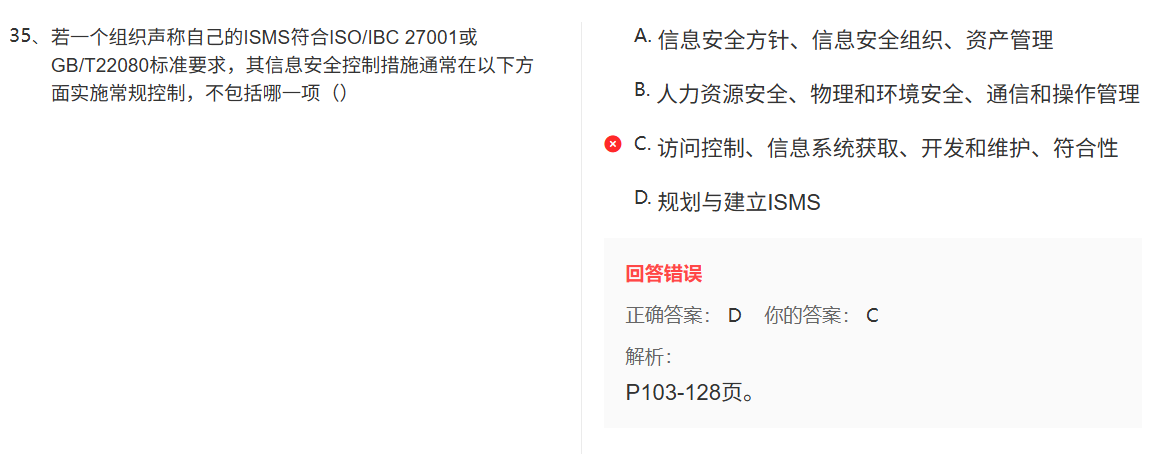 35、若一个组织声称自己的ISMS符合ISO/IBC 27001或
GB/T22080标准要求，其信息安全控制措施通常在以下方
面实施常规控制，不包括哪一项（）
A. 信息安全方针、信息安全组织、资产管理
B. 人力资源安全、物理和环境安全、通信和操作管理
C. 访问控制、信息系统获取、开发和维护、符合性
D. 规划与建立ISMS
回答错误
正确答案： D 你的答案： C
解析：
P103-128页。